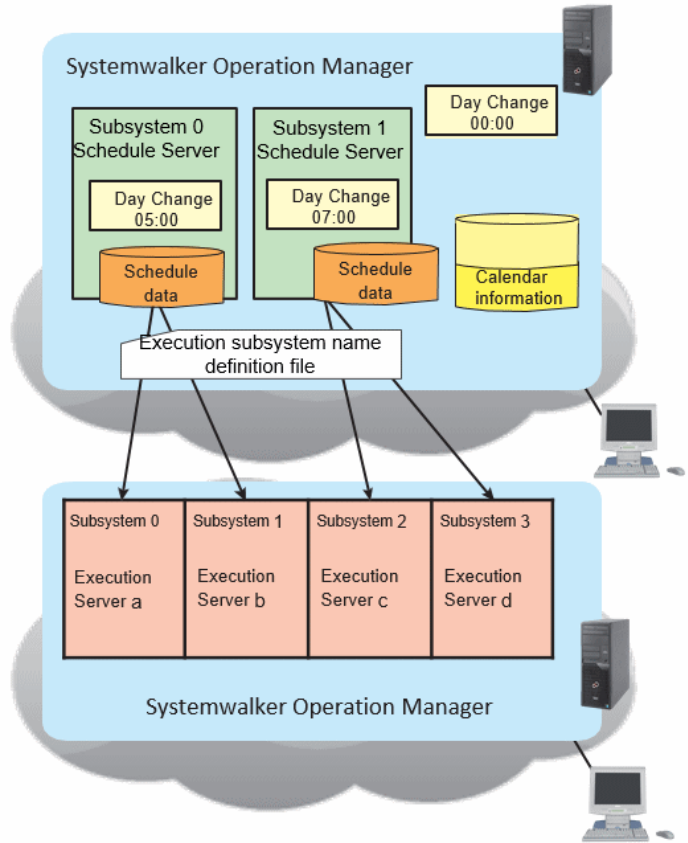 Systemwalker Operation Manager
Day Change
00:00
Subsystem 0
Schedule Server
Subsystem 1
Schedule Server
Day Change
05:00
Day Change
07:00
Schedule
data
Schedule
data
Calendar
information
Execution subsystem name
definition file
Subsystem 0
Subsystem 1
Subsystem 2
Subsystem 3
Execution
Server a
Execution
Server b
Execution
Server c
Execution
Server d
Systemwalker Operation Manager